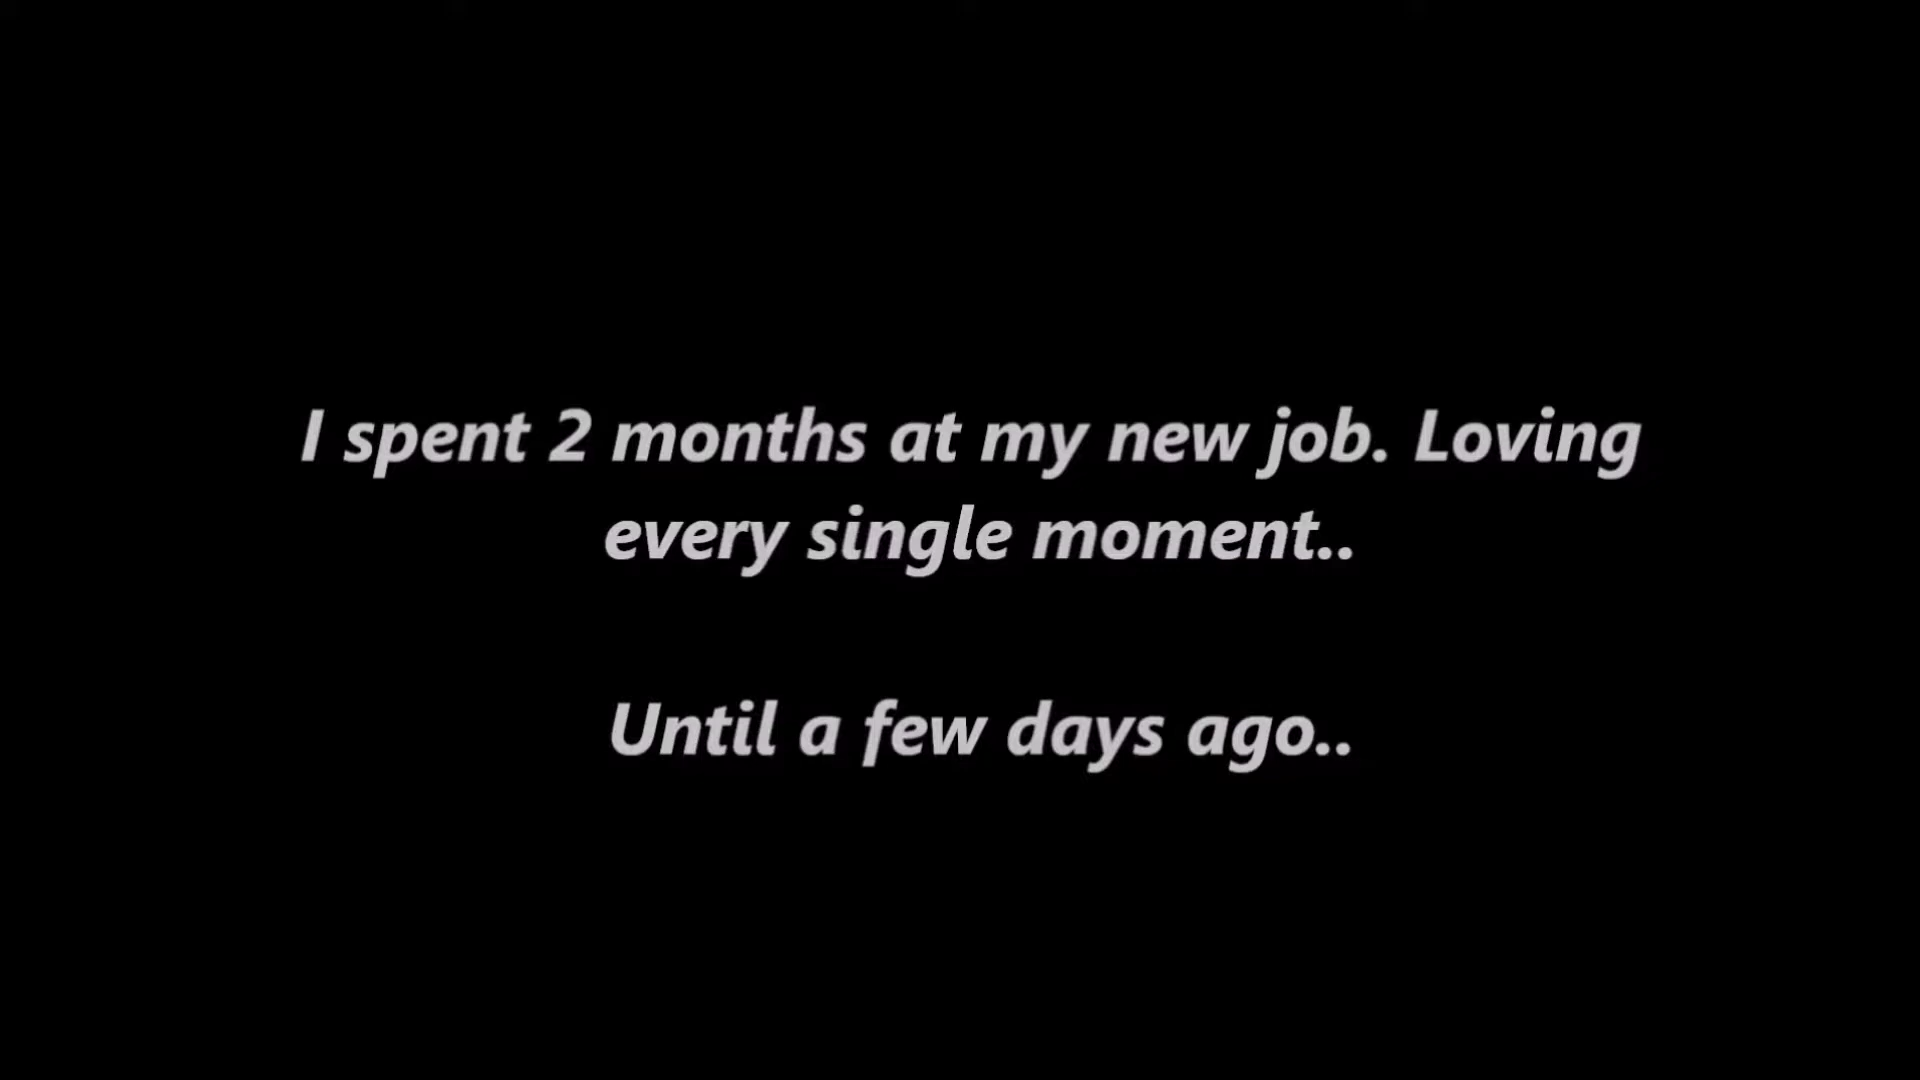 I spent 2 months at my new job. Loving
every single moment..
Until a few days ago..